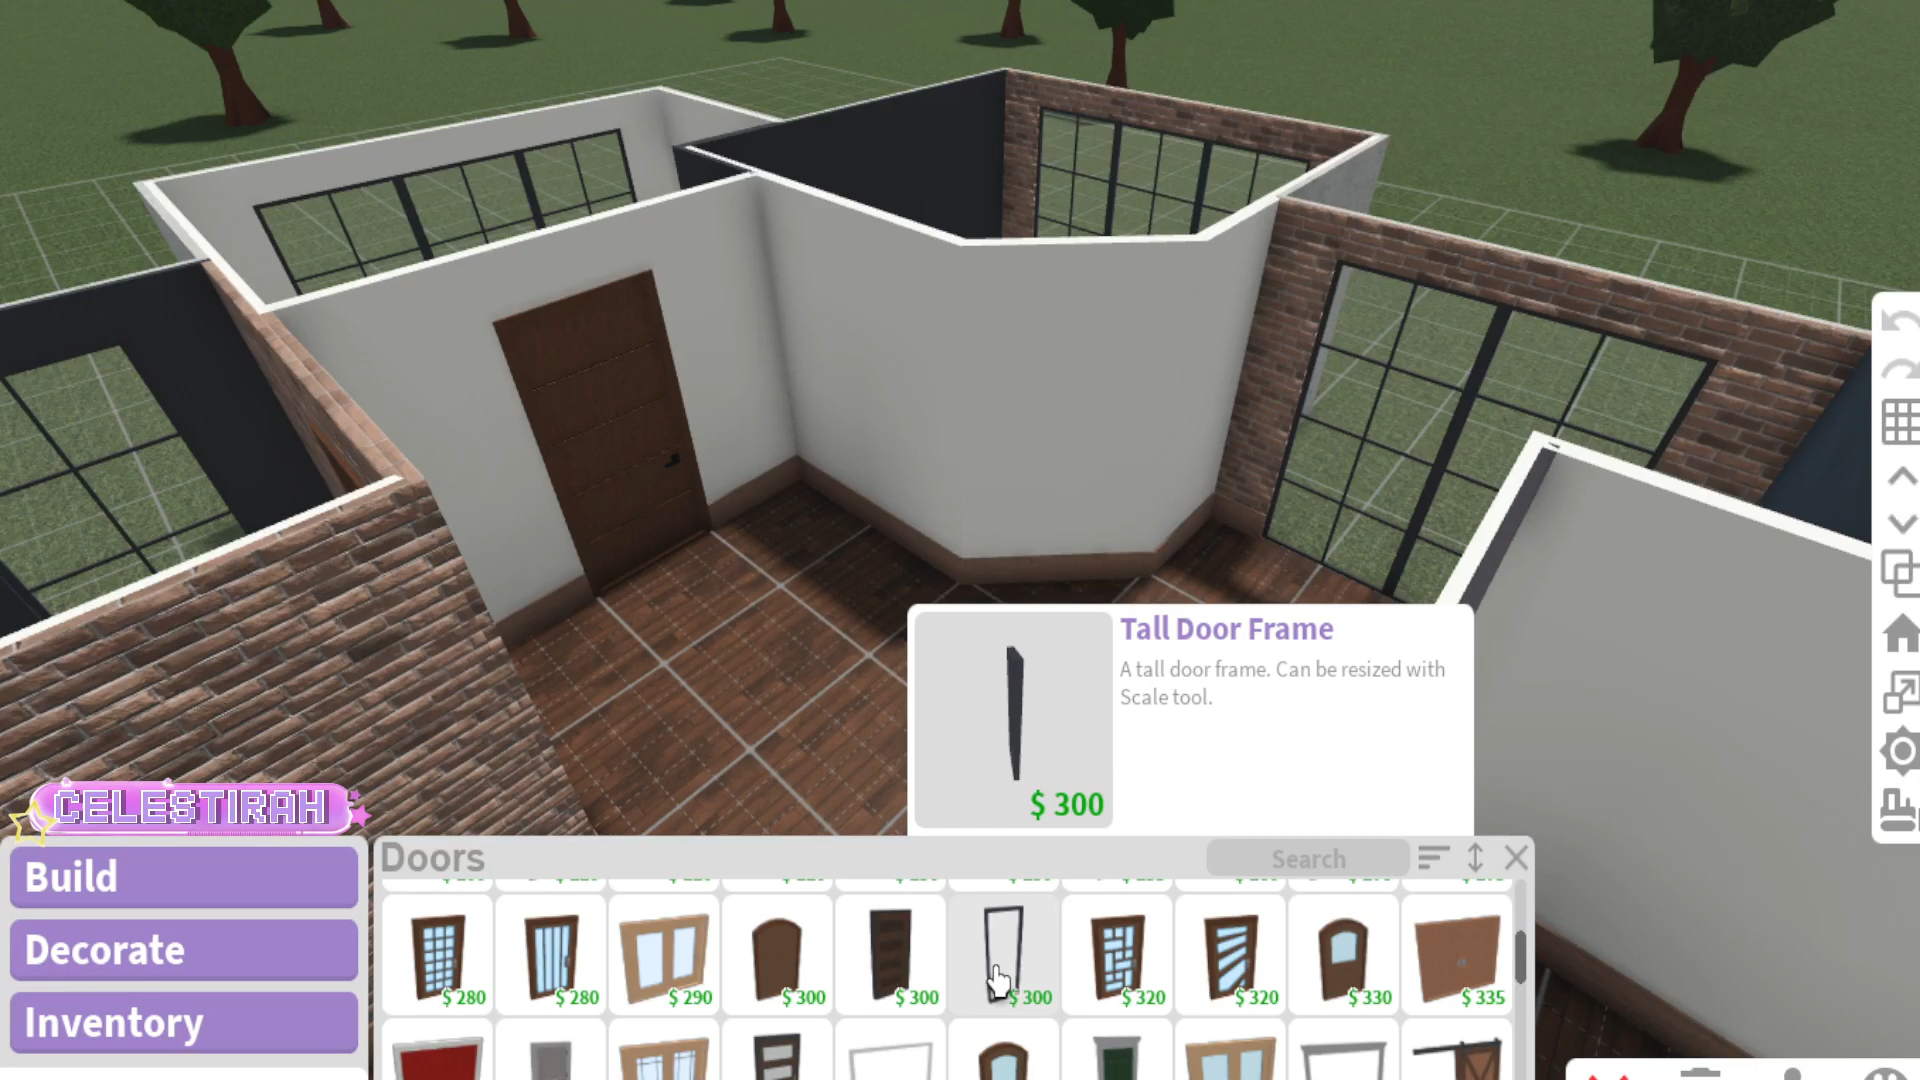 Tall Door Frame
A tall door frame. Can be resized with
Scale tool.
$ 300
CELESTIRAH
Build
Decorate
Inventory
Doors
Search
$ 280
$ 280
$ 290
$ 300
$ 300
$ 300
$ 320
$ 320
$ 330
$ 335